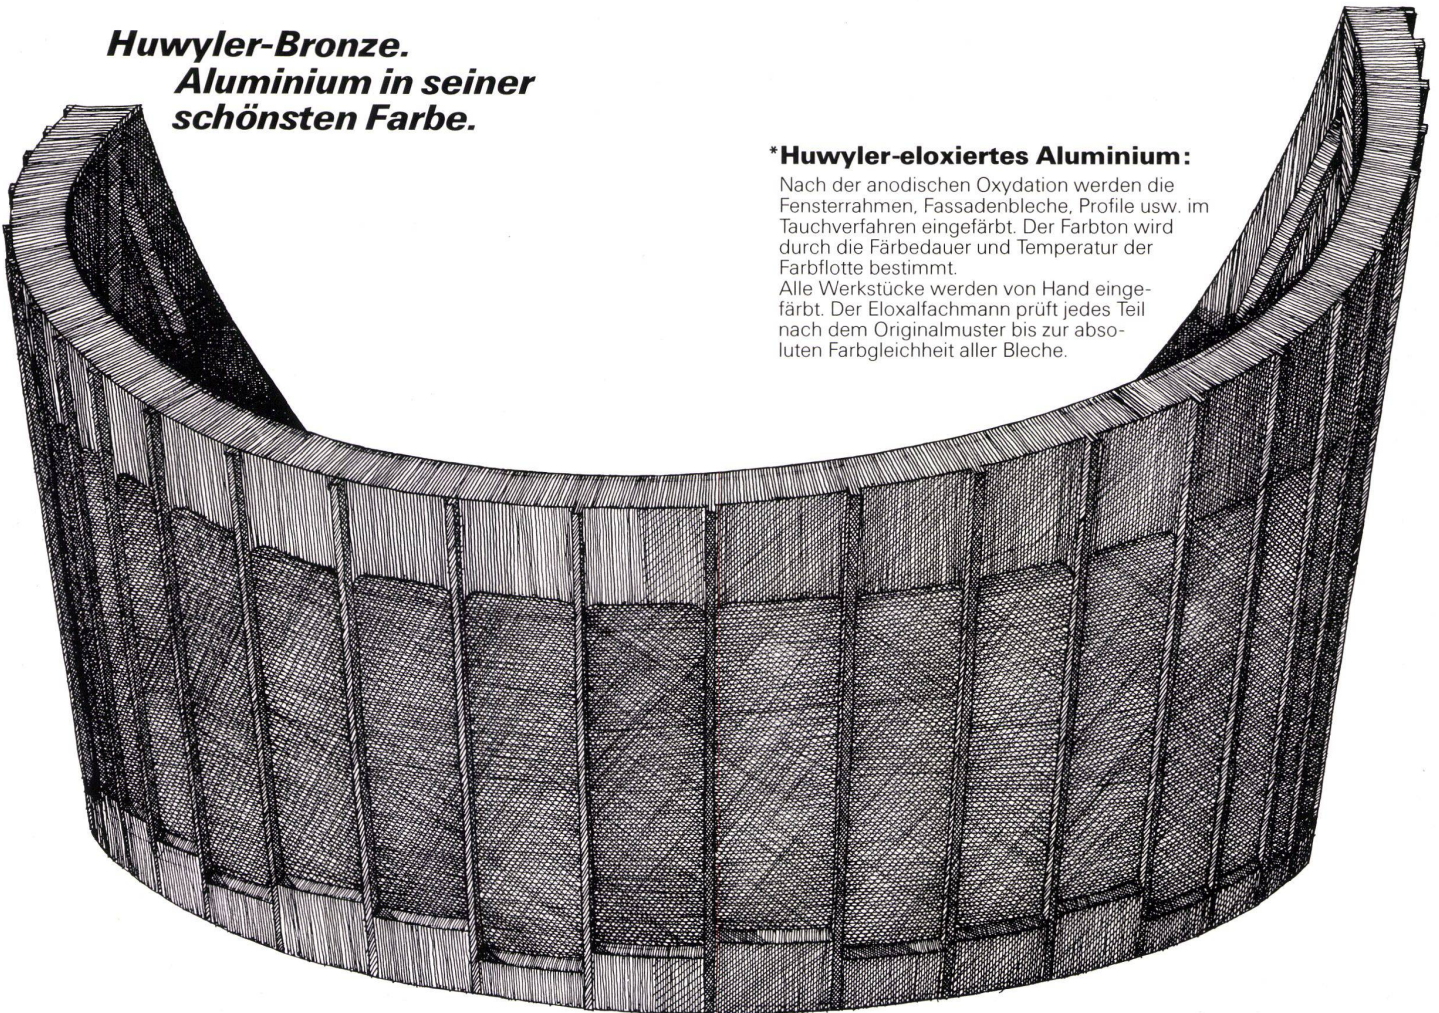 Huwyler-Bronze.
Aluminium in seiner
schönsten Farbe.
*Huwyler-eloxiertes Aluminium:
Nach der anodischen Oxydation werden die
Fensterrahmen, Fassadenbleche, Profile usw. im
Tauchverfahren eingefärbt. Der Farbton wird
durch die Färbedauer und Temperatur der
Farbflotte bestimmt.
Alle Werkstücke werden von Hand einge-
färbt. Der Eloxalfachmann prüft jedes Teil
nach dem Originalmuster bis zur abso-
luten Farbgleichheit aller Bleche.